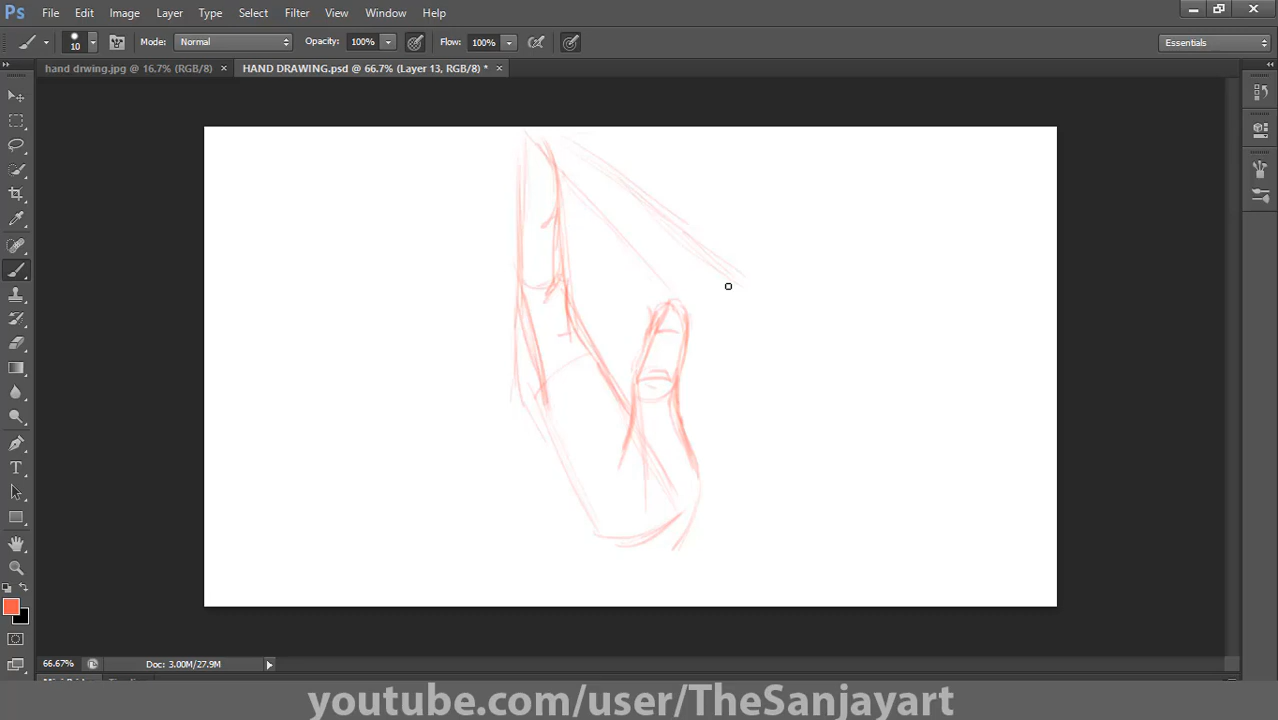 Ps File Edit Image Layer Type Select Filter View Window Help
10 Mode: Normal Opacity: 100% Flow: 100% Essentials
hand drwing.jpg @ 16.7% (RGB/8) × HAND DRAWING.psd @ 66.7% (Layer 13, RGB/8) * ×
T
66.67% Doc: 3.00M/27.9M
youtube.com/user/TheSanjayart